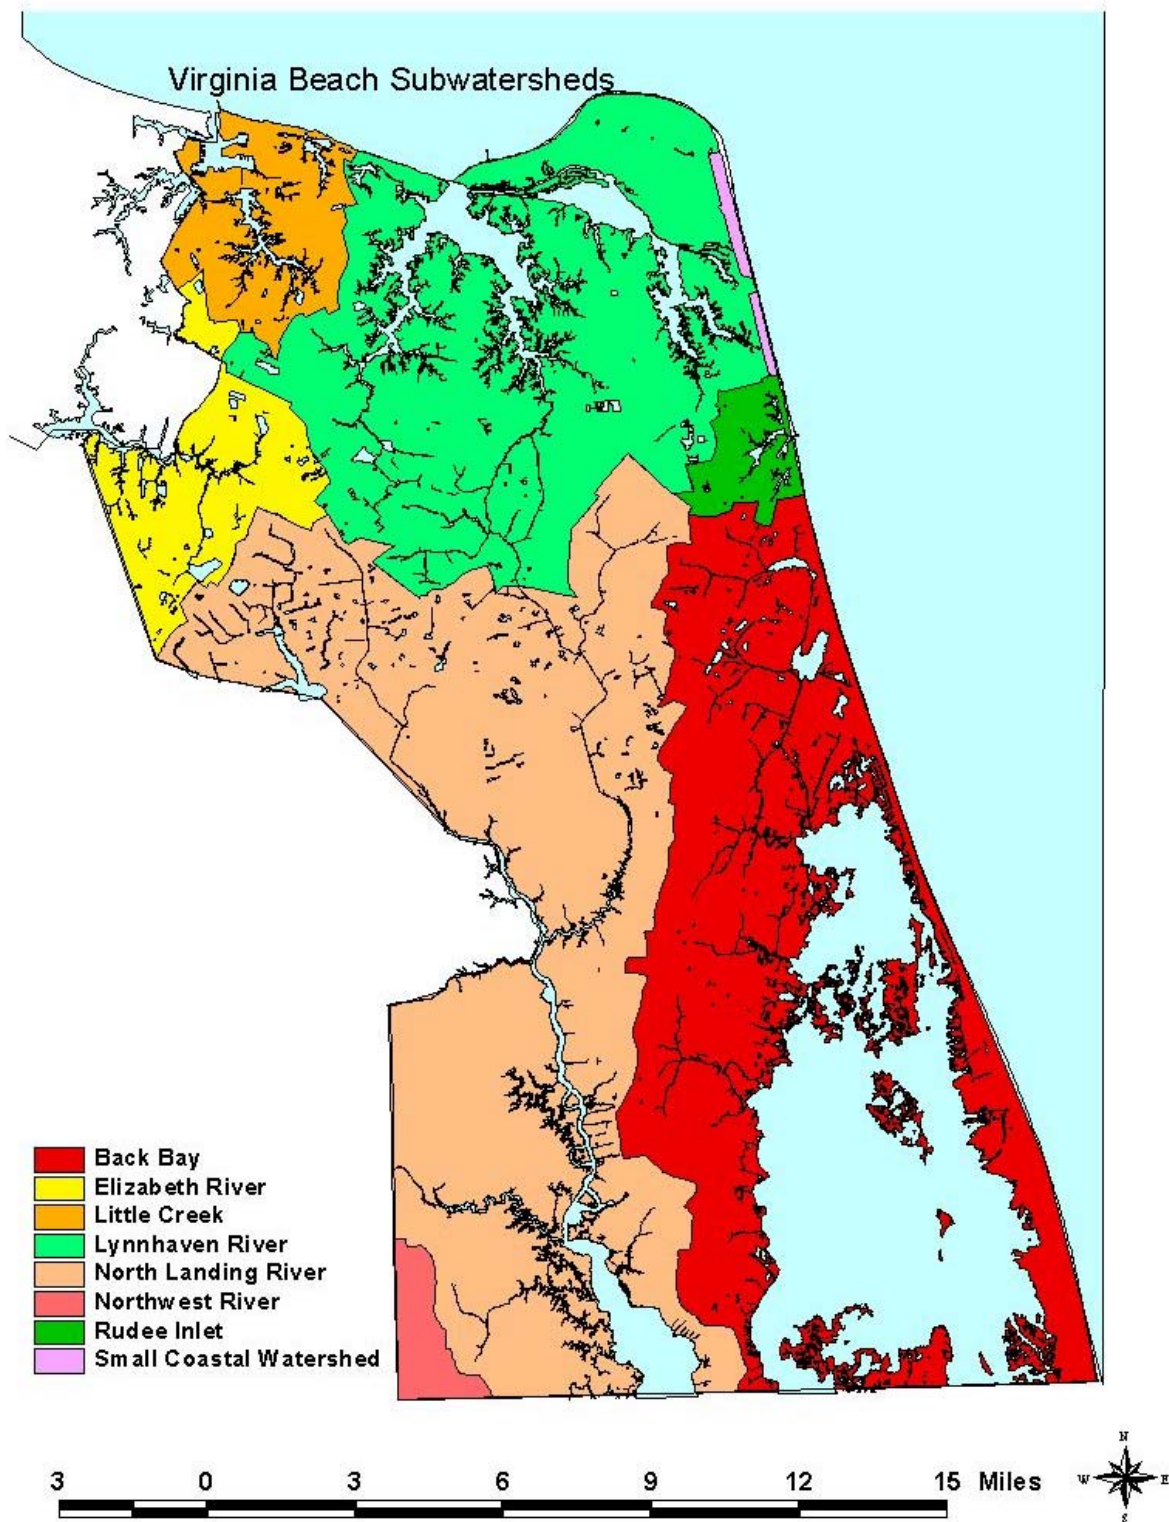 Virginia Beach Subwatersheds
Back Bay
Elizabeth River
Little Creek
Lynnhaven River
North Landing River
Northwest River
Rudee Inlet
Small Coastal Watershed
3 0 3 6 9 12 15 Miles
N
W E
S